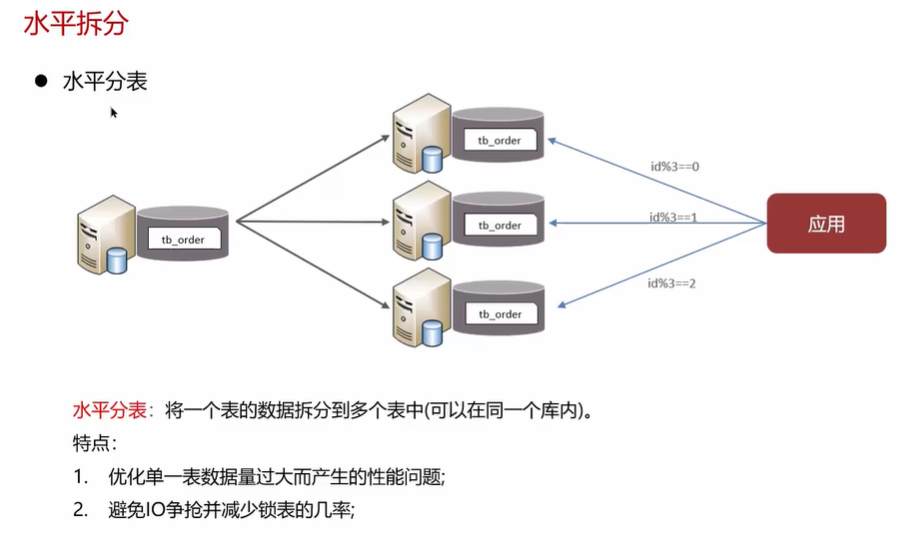 水平拆分
● 水平分表
tb_order
tb_order
tb_order
tb_order
id%3==0
id%3==1
id%3==2
应用
水平分表：将一个表的数据拆分到多个表中(可以在同一个库内)。
特点：
1. 优化单一表数据量过大而产生的性能问题;
2. 避免IO争抢并减少锁表的几率;